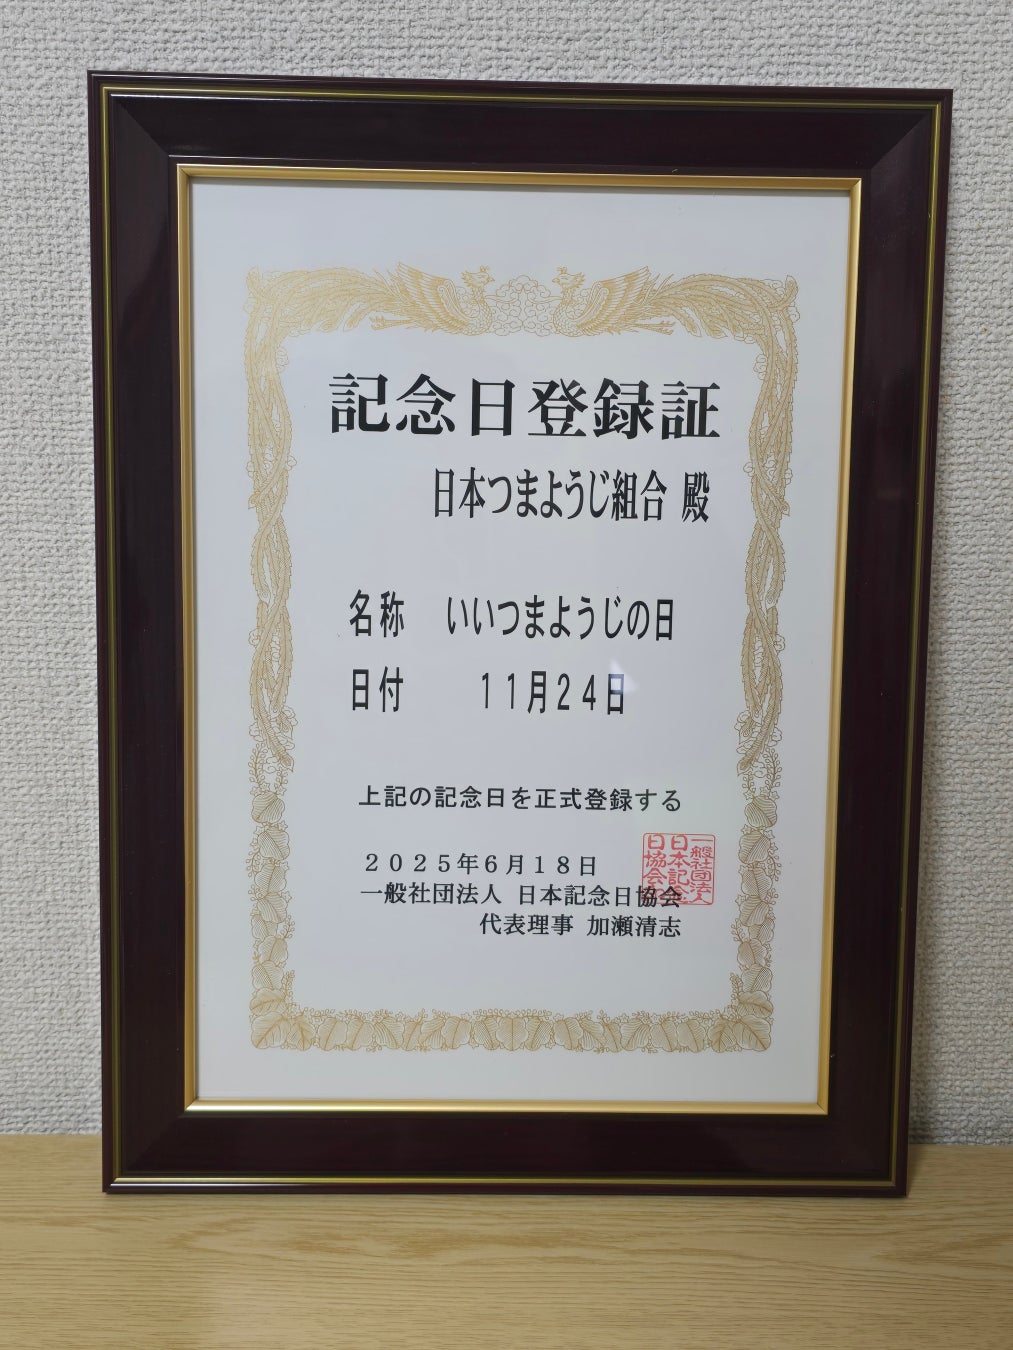 記念日登録証
日本つまようじ組合 殿
名称 いいつまようじの日
日付 11月24日
上記の記念日を正式登録する
2025年6月18日
一般社団法人 日本記念日協会
代表理事 加瀬清志
一般社団法人
日本記念
日協会